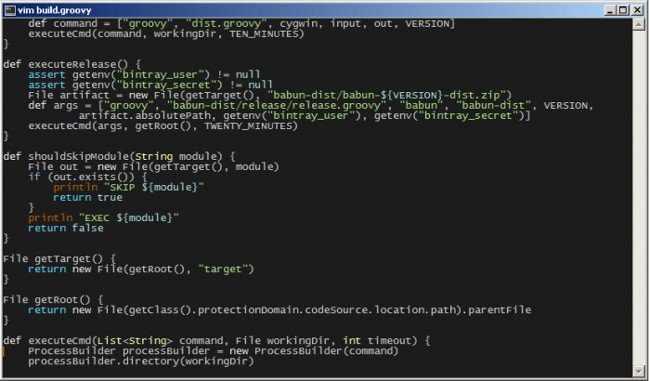 vim build.groovy
    def command = ["groovy", "dist.groovy", cygwin, input, out, VERSION]
    executeCmd(command, workingDir, TEN_MINUTES)
}
def executeRelease() {
    assert getenv("bintray_user") != null
    assert getenv("bintray_secret") != null
    File artifact = new File(getTarget(), "babun-dist/babun-${VERSION}-dist.zip")
    def args = ["groovy", "babun-dist/release/release.groovy", "babun", "babun-dist", VERSION,
            artifact.absolutePath, getenv("bintray_user"), getenv("bintray_secret")]
    executeCmd(args, getRoot(), TWENTY_MINUTES)
}
def shouldSkipModule(String module) {
    File out = new File(getTarget(), module)
    if (out.exists()) {
        println "SKIP ${module}"
        return true
    }
    println "EXEC ${module}"
    return false
}
File getTarget() {
    return new File(getRoot(), "target")
}
File getRoot() {
    return new File(getClass().protectionDomain.codeSource.location.path).parentFile
}
def executeCmd(List<String> command, File workingDir, int timeout) {
    ProcessBuilder processBuilder = new ProcessBuilder(command)
    processBuilder.directory(workingDir)